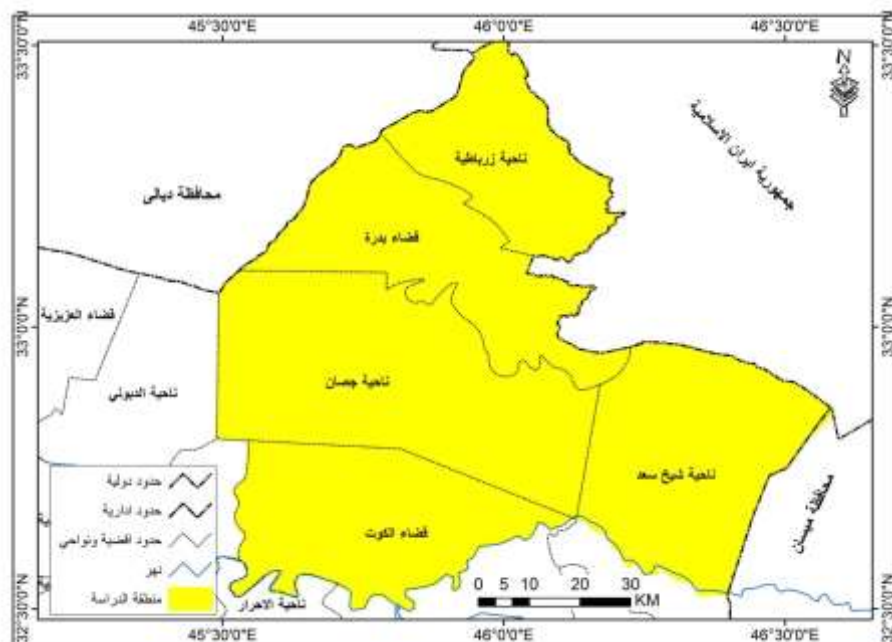 45°30'0"E
46°0'0"E
46°30'0"E
33°30'0"N
33°30'0"N
N
جمهورية ايران الاسلامية
ناحية زرباطية
محافظة ديالى
قضاء بدرة
33°0'0"N
33°0'0"N
قضاء العزيزية
ناحية الدبوني
ناحية جصان
ناحية شيخ سعد
محافظة ميسان
قضاء الكوت
حدود دولية
حدود ادارية
حدود اقضية ونواحي
نهر
منطقة الدراسة
ناحية الاحرار
0 5 10 20 30
KM
32°30'0"N
32°30'0"N
45°30'0"E
46°0'0"E
46°30'0"E